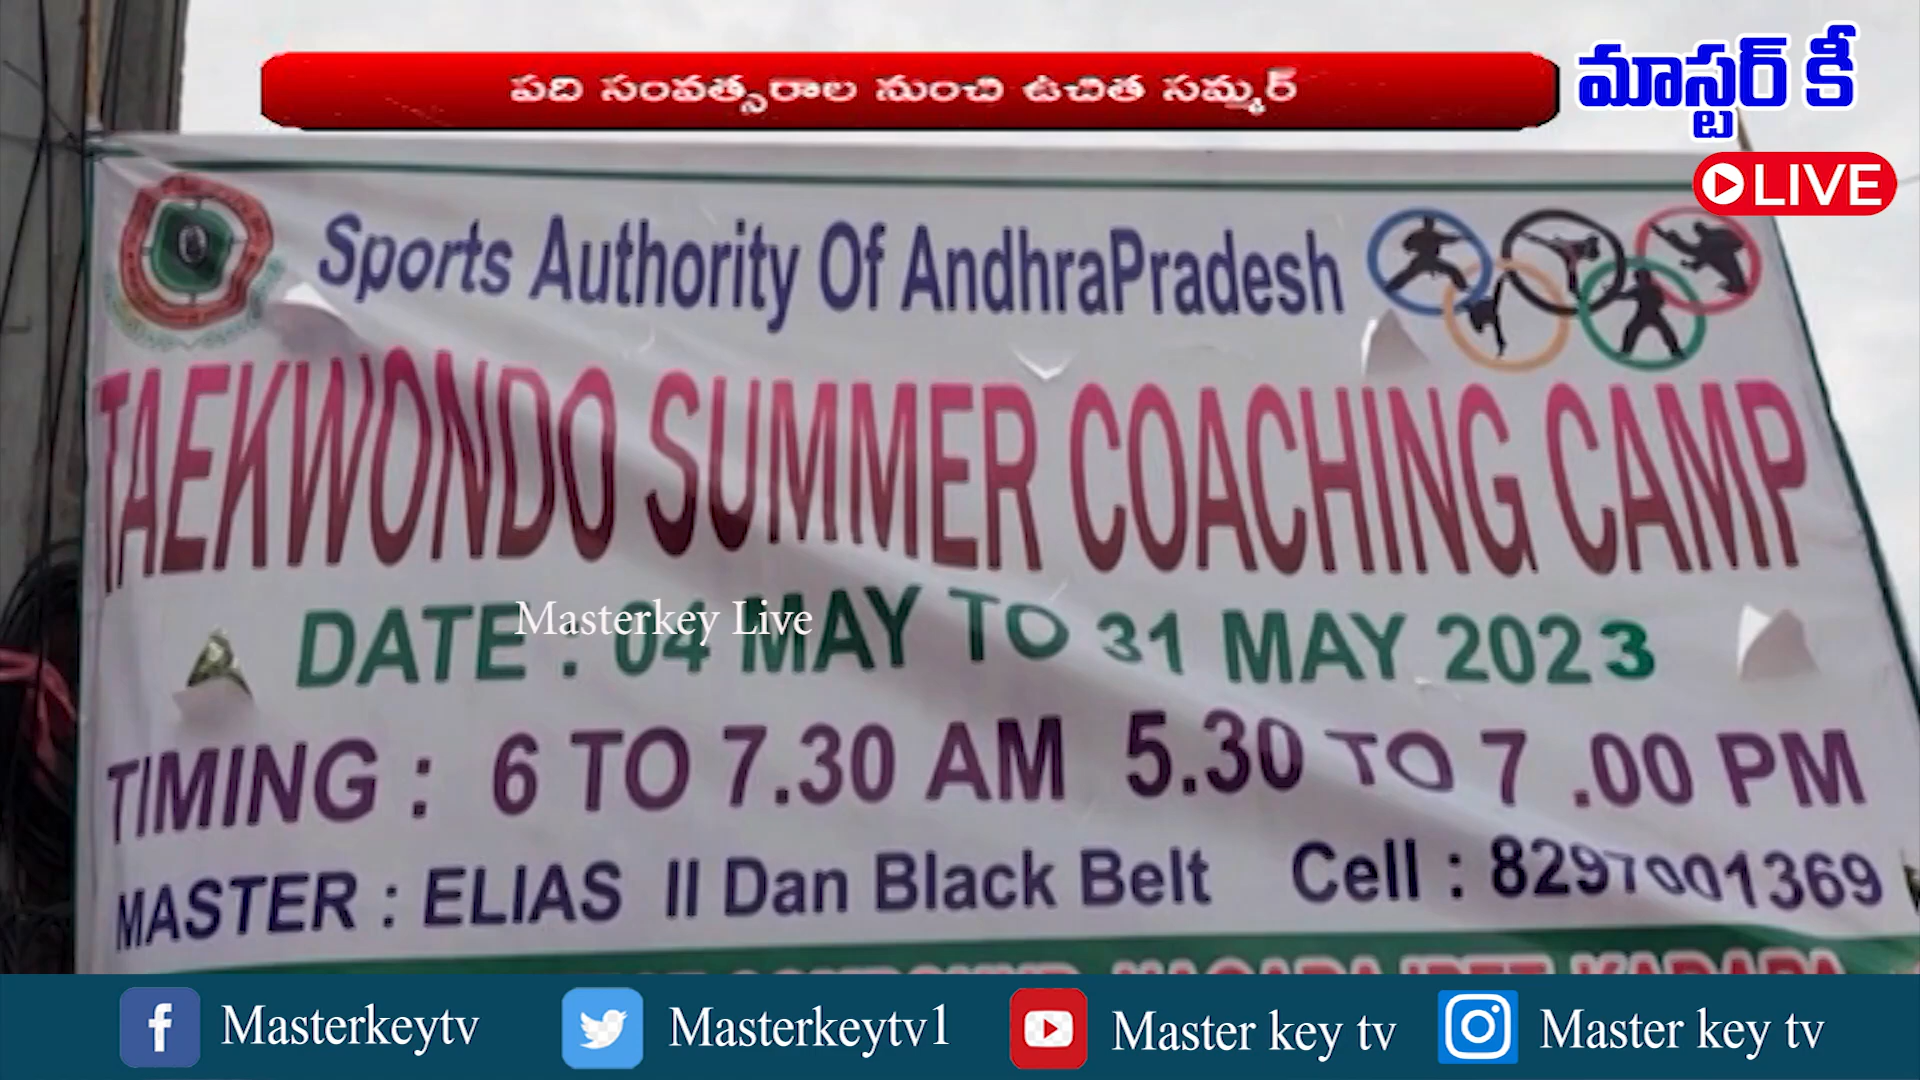 పది సంవత్సరాల నుంచి ఉచిత సమ్మర్
మాస్టర్ కీ
LIVE
Sports Authority Of AndhraPradesh
TAEKWONDO SUMMER COACHING CAMP
DATE : 04 MAY TO 31 MAY 2023
Masterkey Live
TIMING : 6 TO 7.30 AM 5.30 TO 7 .00 PM
MASTER : ELIAS II Dan Black Belt Cell : 8297001369
Masterkeytv
Masterkeytv1
Master key tv
Master key tv